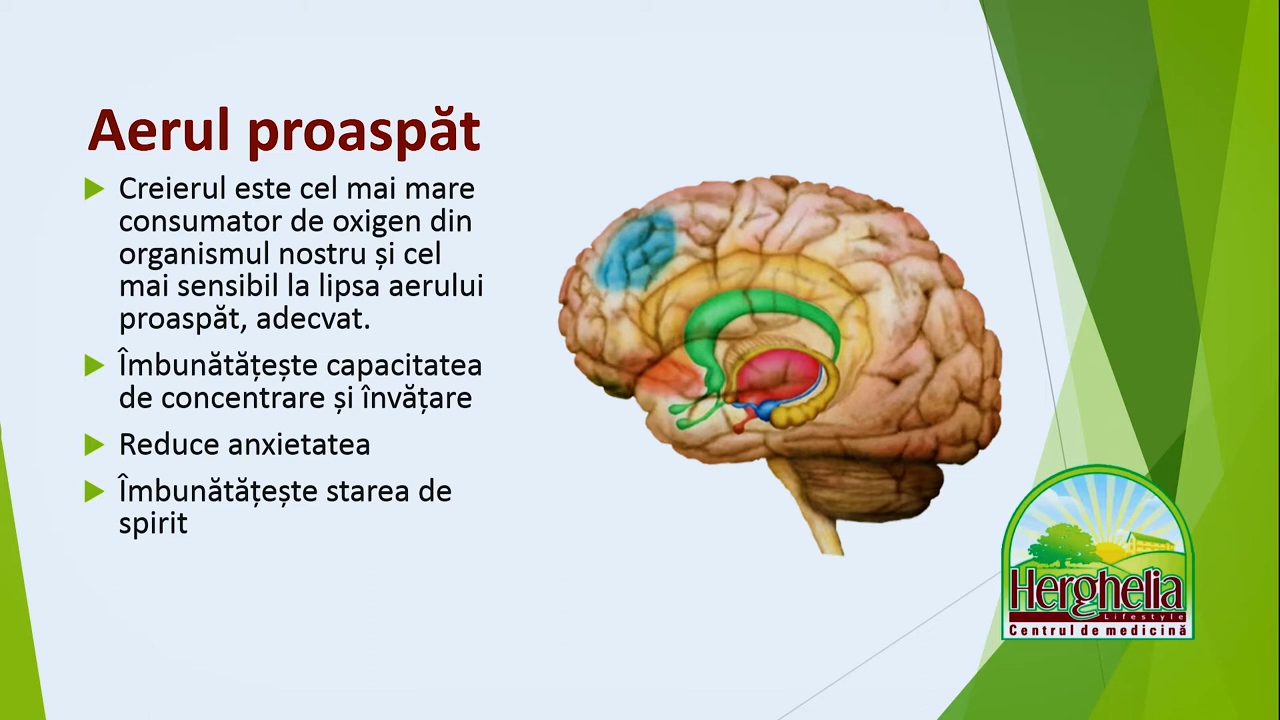 Aerul proaspăt
Creierul este cel mai mare
consumator de oxigen din
organismul nostru și cel
mai sensibil la lipsa aerului
proaspăt, adecvat.
Îmbunătățește capacitatea
de concentrare și învățare
Reduce anxietatea
Îmbunătățește starea de
spirit
Herghelia
Lifestyle
Centrul de medicină